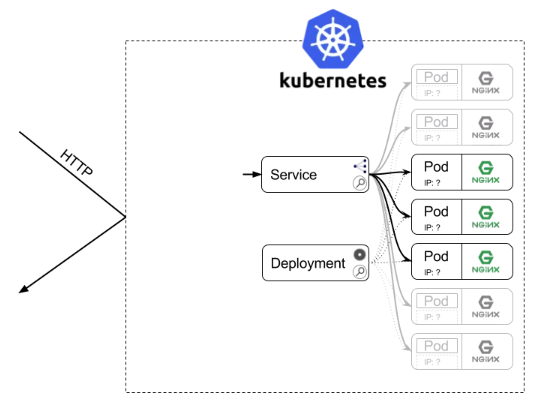 kubernetes
HTTP
Service
Deployment
Pod
IP: ?
NGINX
Pod
IP: ?
NGINX
Pod
IP: ?
NGINX
Pod
IP: ?
NGINX
Pod
IP: ?
NGINX
Pod
IP: ?
NGINX
Pod
IP: ?
NGINX